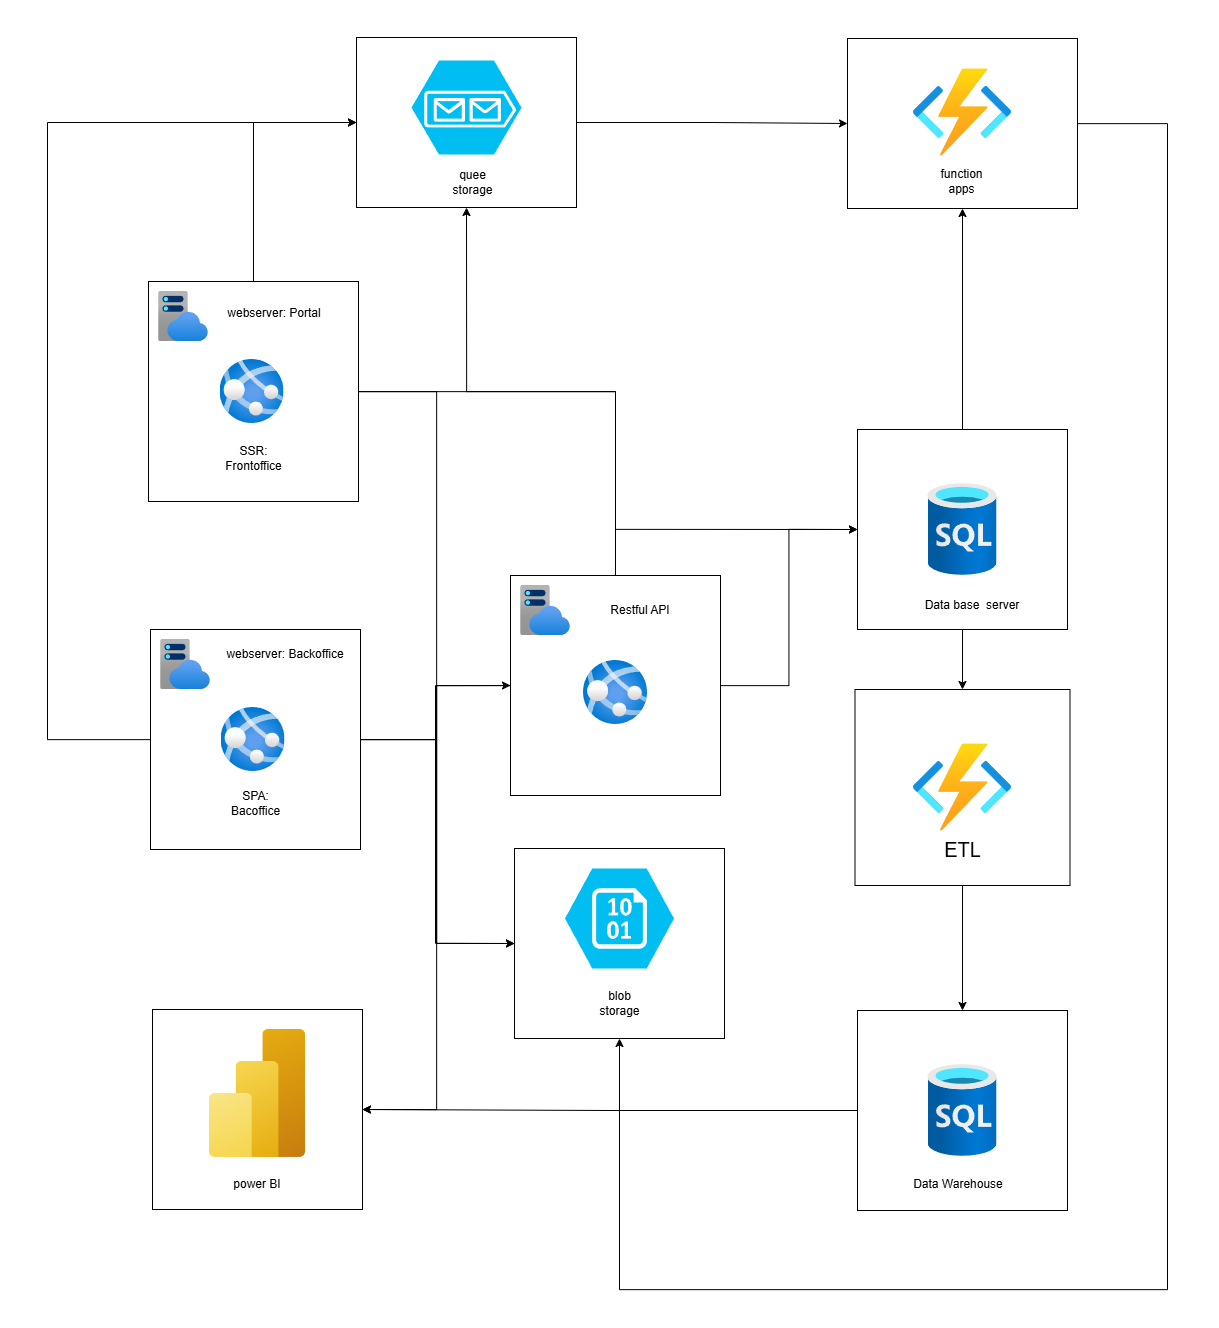 quee
storage
function
apps
webserver: Portal
SSR:
Frontoffice
SQL
Data base  server
Restful API
webserver: Backoffice
SPA:
Bacoffice
ETL
10
01
blob
storage
power BI
SQL
Data Warehouse